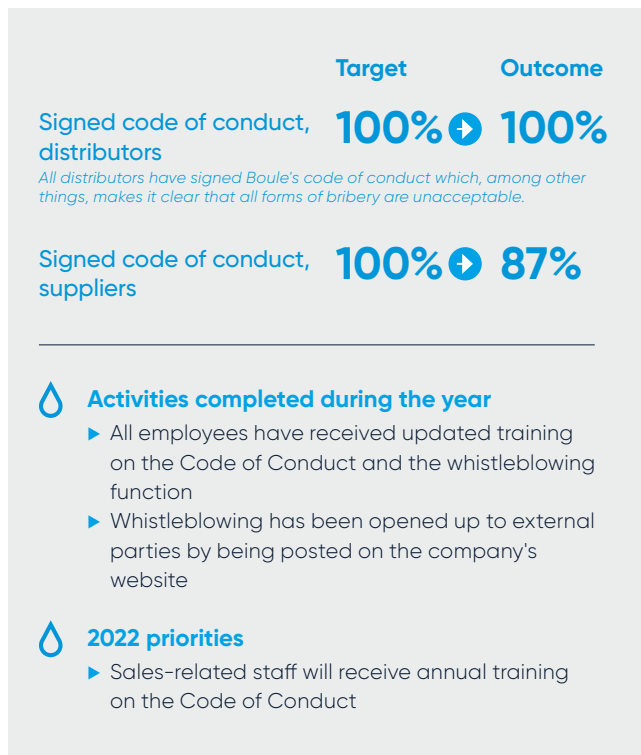 Target Outcome
Signed code of conduct, 100% 100%
distributors
All distributors have signed Boule's code of conduct which, among other
things, makes it clear that all forms of bribery are unacceptable.
Signed code of conduct, 100% 87%
suppliers
Activities completed during the year
All employees have received updated training
on the Code of Conduct and the whistleblowing
function
Whistleblowing has been opened up to external
parties by being posted on the company's
website
2022 priorities
Sales-related staff will receive annual training
on the Code of Conduct